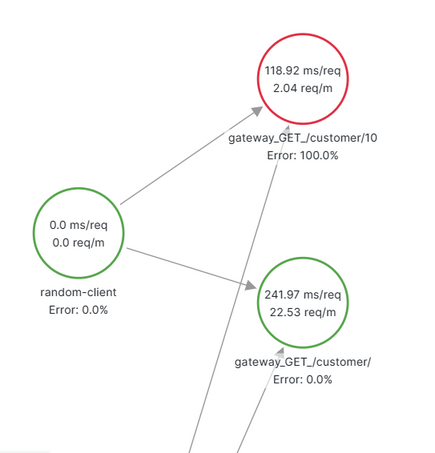 118.92 ms/req
2.04 req/m
gateway_GET_/customer/10
Error: 100.0%
0.0 ms/req
0.0 req/m
random-client
Error: 0.0%
241.97 ms/req
22.53 req/m
gateway_GET_/customer/
Error: 0.0%